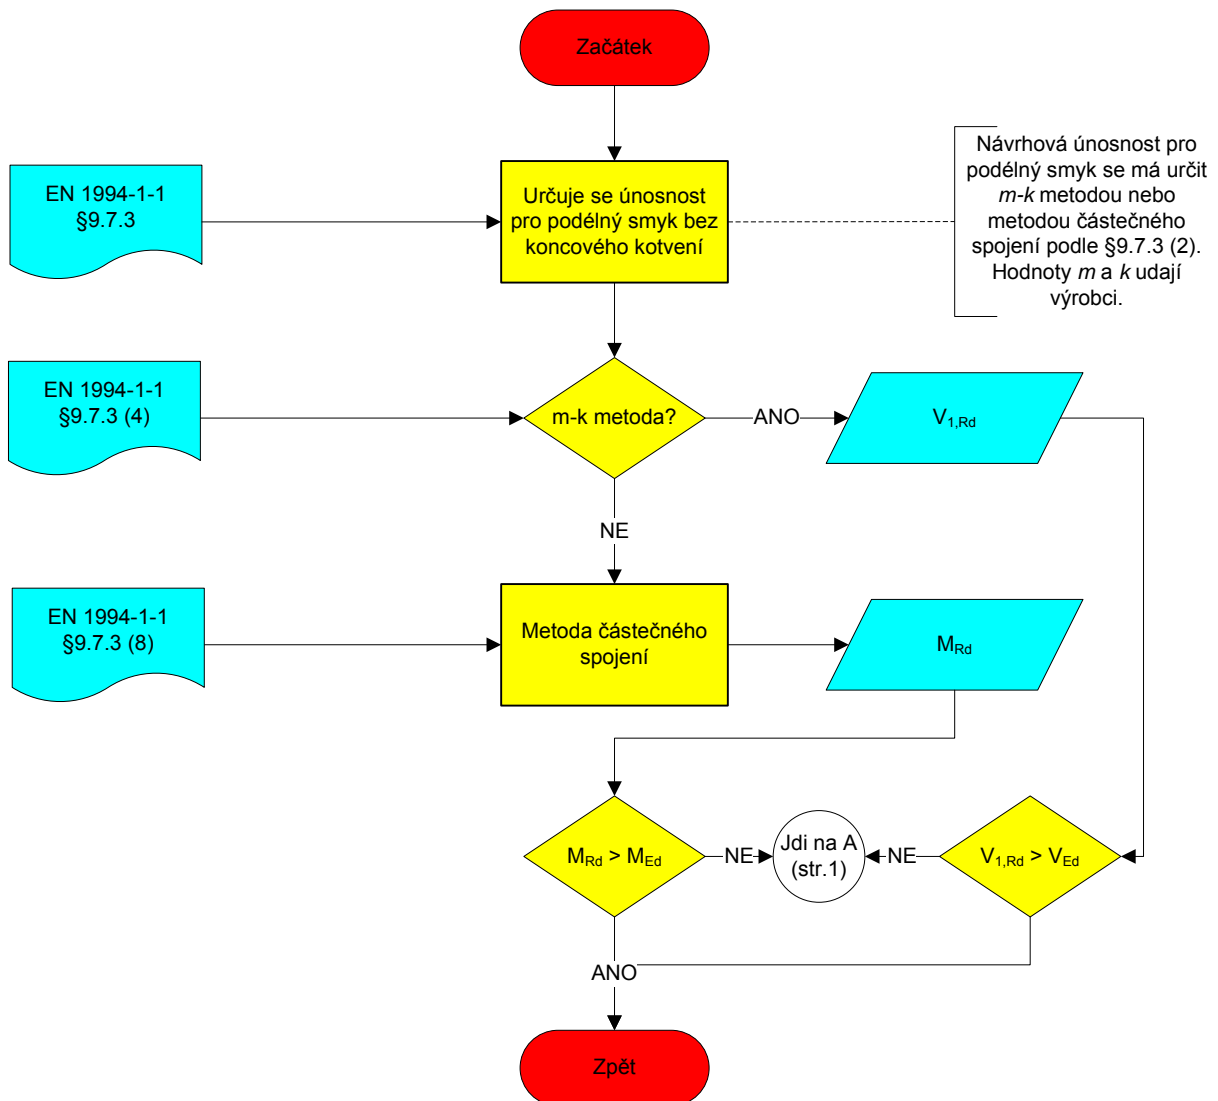 Začátek
EN 1994-1-1
§9.7.3
Určuje se únosnost
pro podélný smyk bez
koncového kotvení
Návrhová únosnost pro
podélný smyk se má určit
m-k metodou nebo
metodou částečného
spojení podle §9.7.3 (2).
Hodnoty m a k udají
výrobci.
EN 1994-1-1
§9.7.3 (4)
m-k metoda?
ANO
V1,Rd
NE
EN 1994-1-1
§9.7.3 (8)
Metoda částečného
spojení
MRd
MRd > MEd
NE
Jdi na A
(str.1)
NE
V1,Rd > VEd
ANO
Zpět